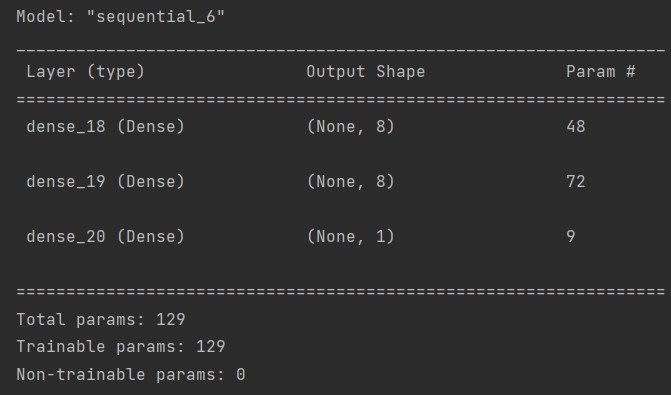 Model: "sequential_6"
_________________________________________________________________
Layer (type) Output Shape Param #
=================================================================
dense_18 (Dense) (None, 8) 48
dense_19 (Dense) (None, 8) 72
dense_20 (Dense) (None, 1) 9
=================================================================
Total params: 129
Trainable params: 129
Non-trainable params: 0